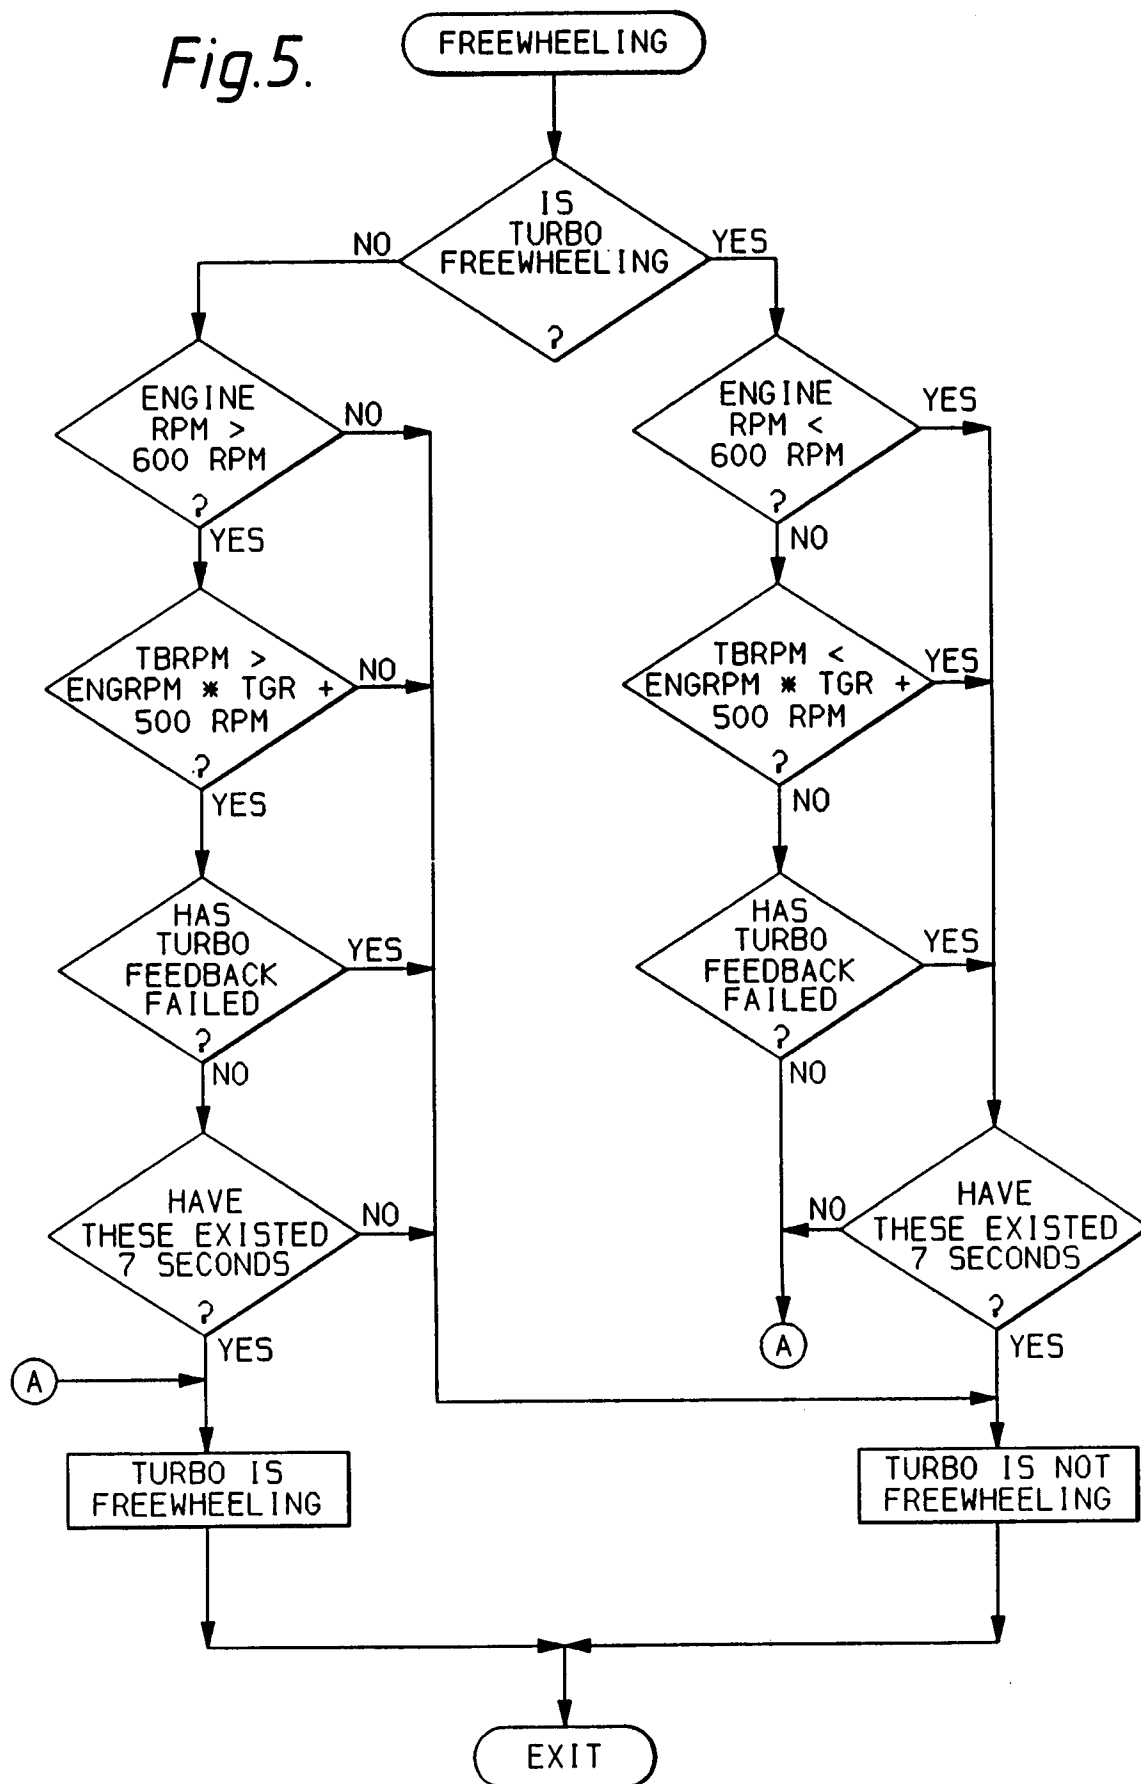 Fig.5.
FREEWHEELING
IS
TURBO
FREEWHEELING
?
NO
YES
ENGINE
RPM >
600 RPM
?
NO
YES
ENGINE
RPM <
600 RPM
?
YES
NO
TBRPM >
ENGRPM * TGR +
500 RPM
?
NO
YES
TBRPM <
ENGRPM * TGR +
500 RPM
?
YES
NO
HAS
TURBO
FEEDBACK
FAILED
?
YES
NO
HAS
TURBO
FEEDBACK
FAILED
?
YES
NO
HAVE
THESE EXISTED
7 SECONDS
?
NO
YES
HAVE
THESE EXISTED
7 SECONDS
?
NO
YES
A
A
TURBO IS
FREEWHEELING
TURBO IS NOT
FREEWHEELING
EXIT